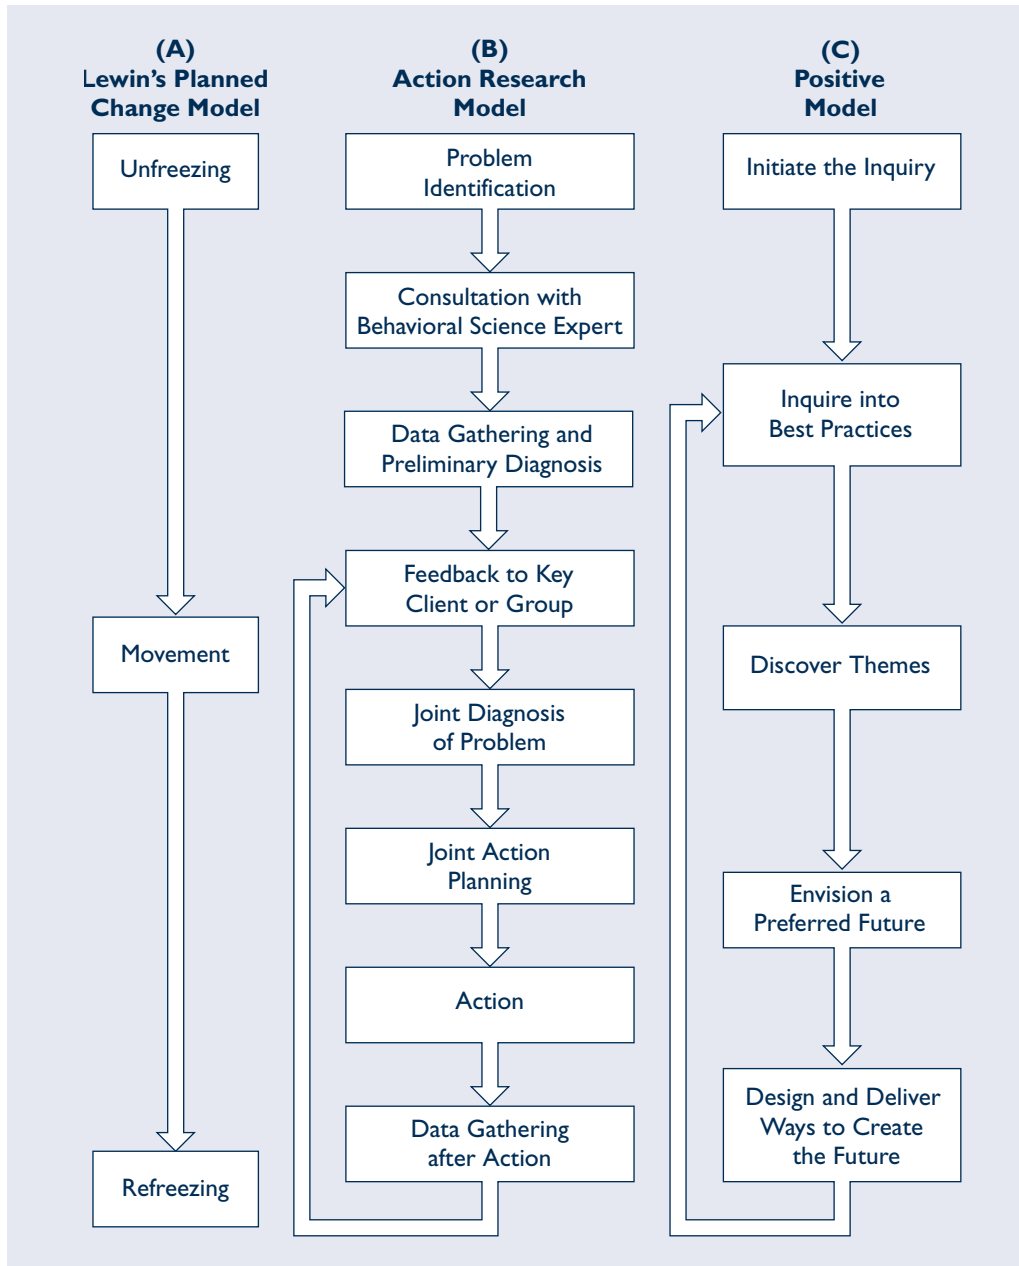 (A)
Lewin's Planned
Change Model
Unfreezing
Movement
Refreezing
(B)
Action Research
Model
Problem
Identification
Consultation with
Behavioral Science Expert
Data Gathering and
Preliminary Diagnosis
Feedback to Key
Client or Group
Joint Diagnosis
of Problem
Joint Action
Planning
Action
Data Gathering
after Action
(C)
Positive
Model
Initiate the Inquiry
Inquire into
Best Practices
Discover Themes
Envision a
Preferred Future
Design and Deliver
Ways to Create
the Future